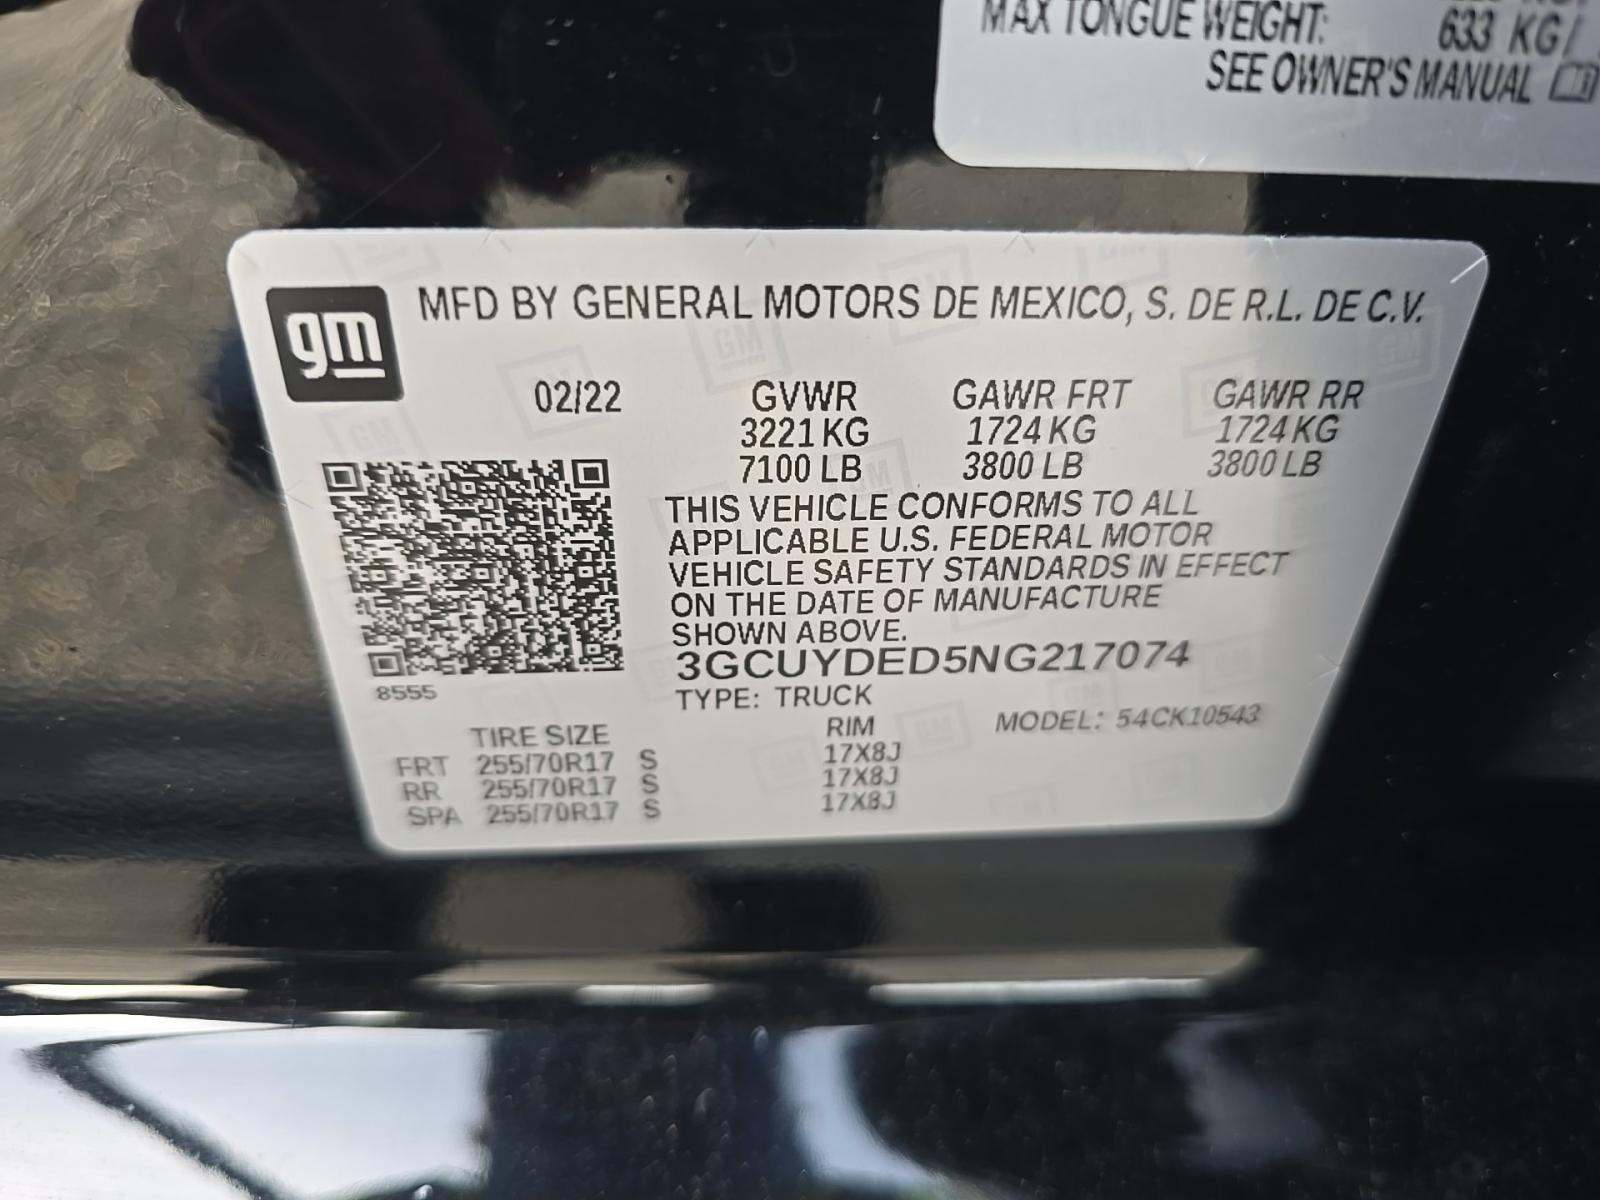 MAX TONGUE WEIGHT: 633 KG/
SEE OWNER'S MANUAL
gm
MFD BY GENERAL MOTORS DE MEXICO, S. DE R.L. DE C.V.
02/22 GVWR GAWR FRT GAWR RR
3221 KG 1724 KG 1724 KG
7100 LB 3800 LB 3800 LB
THIS VEHICLE CONFORMS TO ALL
APPLICABLE U.S. FEDERAL MOTOR
VEHICLE SAFETY STANDARDS IN EFFECT
ON THE DATE OF MANUFACTURE
SHOWN ABOVE.
3GCUYDED5NG217074
8555
TYPE: TRUCK
TIRE SIZE RIM MODEL: 54CK10543
FRT 255/70R17 S 17X8J
RR 255/70R17 S 17X8J
SPA 255/70R17 S 17X8J